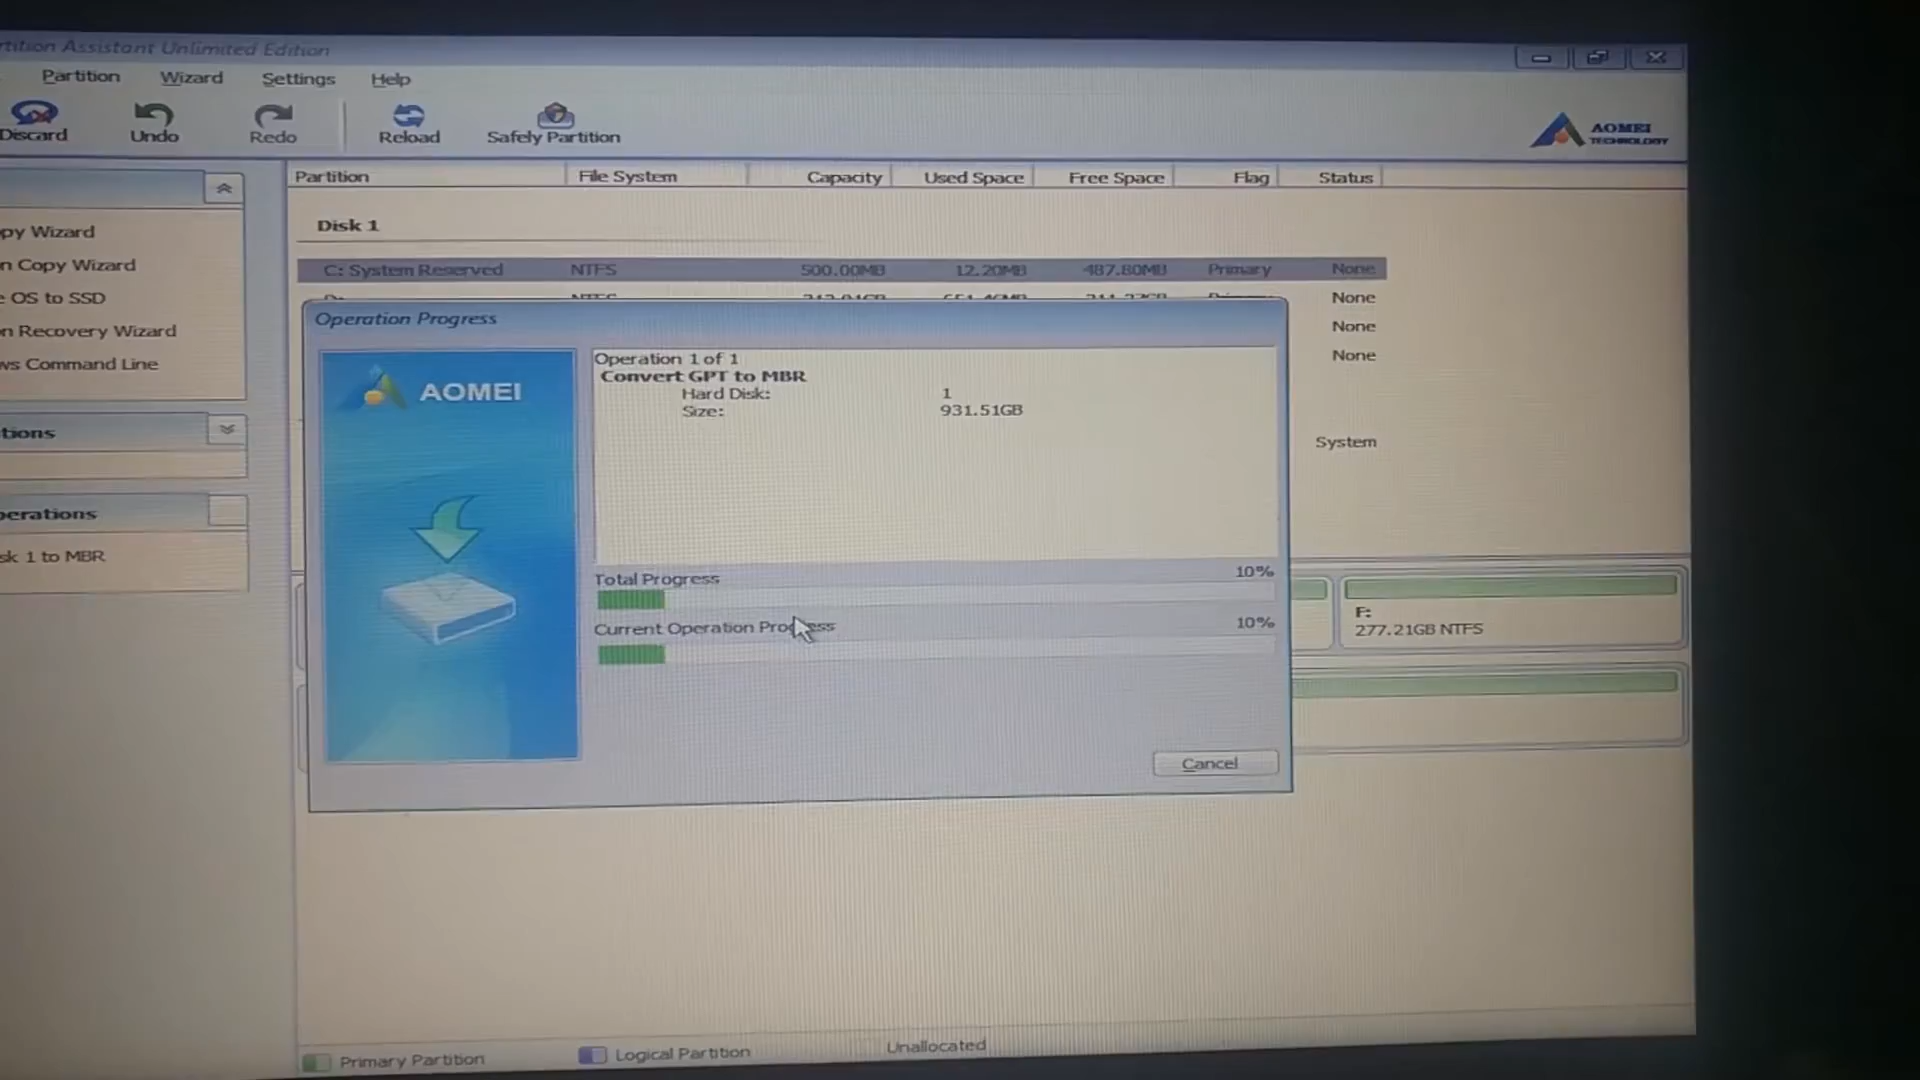 rtition Assistant Unlimited Edition
Partition Wizard Settings Help
Discard Undo Redo Reload Safely Partition
AOMEI
TECHNOLOGY
Partition File System Capacity Used Space Free Space Flag Status
Disk 1
C: System Reserved NTFS 500.00MB 12.20MB 487.80MB Primary None
None
None
None
System
py Wizard
n Copy Wizard
e OS to SSD
n Recovery Wizard
ws Command Line
tions
perations
sk 1 to MBR
Operation Progress
AOMEI
Operation 1 of 1
Convert GPT to MBR
Hard Disk: 1
Size: 931.51GB
Total Progress 10%
Current Operation Progress 10%
Cancel
F:
277.21GB NTFS
Primary Partition Logical Partition Unallocated